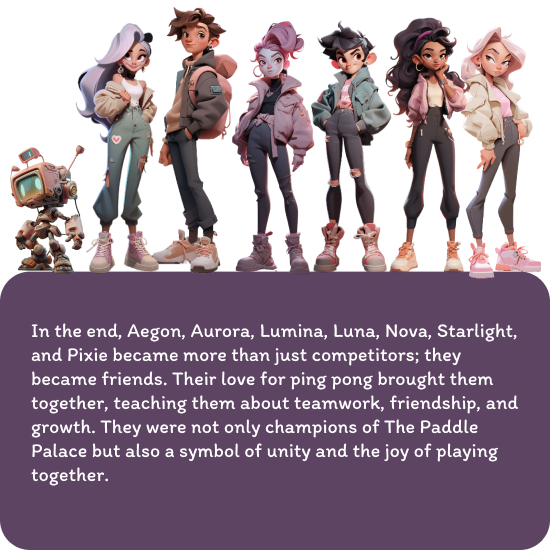 In the end, Aegon, Aurora, Lumina, Luna, Nova, Starlight,
and Pixie became more than just competitors; they
became friends. Their love for ping pong brought them
together, teaching them about teamwork, friendship, and
growth. They were not only champions of The Paddle
Palace but also a symbol of unity and the joy of playing
together.